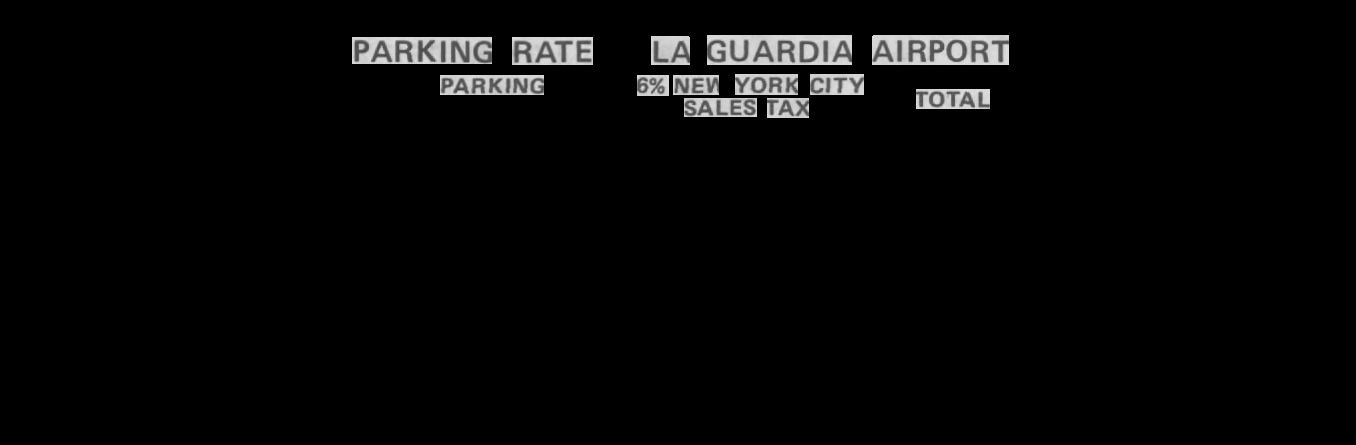 PARKING RATE LA GUARDIA AIRPORT
PARKING 6% NEW YORK CITY SALES TAX TOTAL